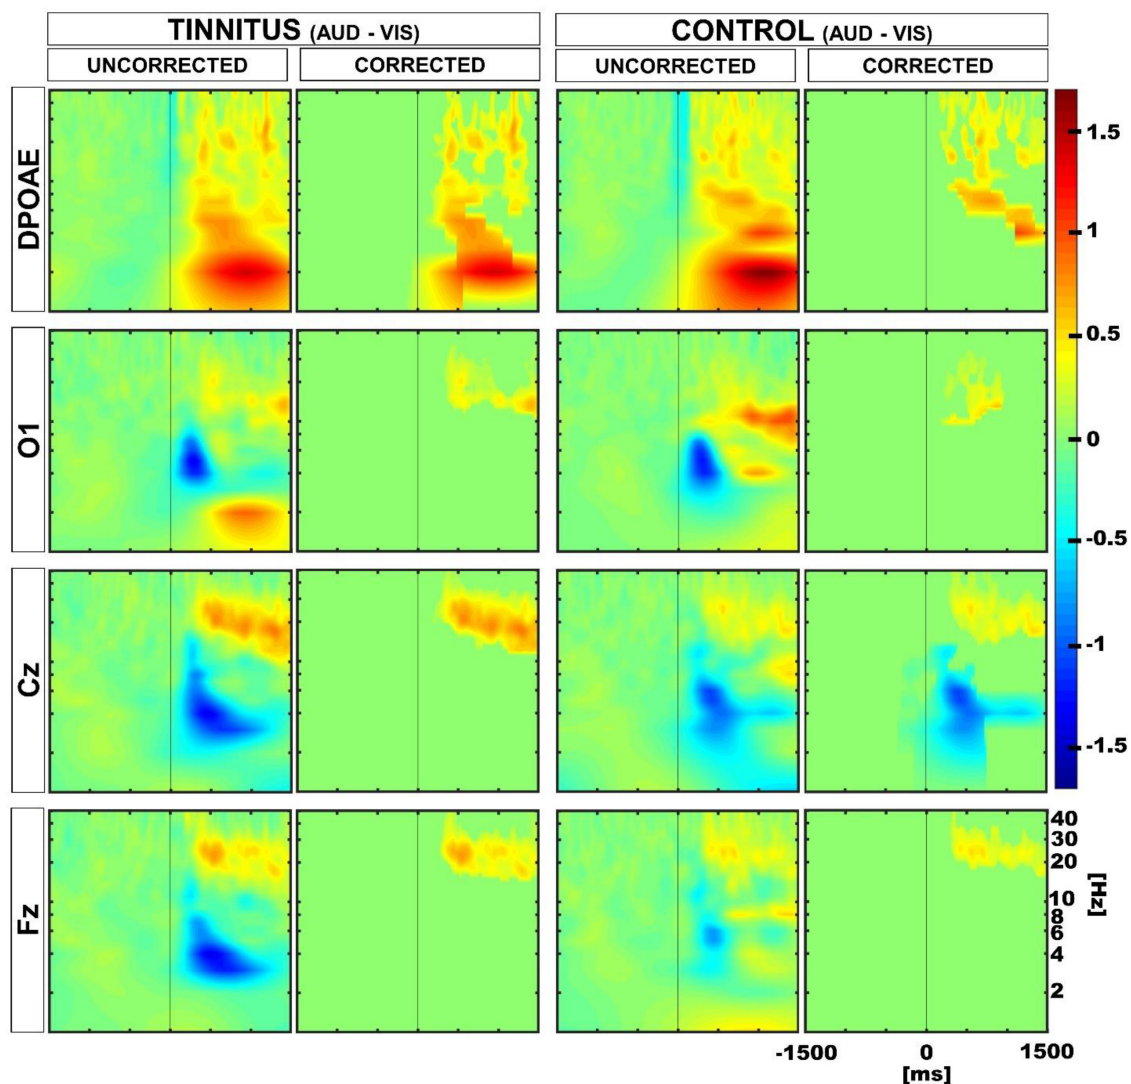 TINNITUS (AUD - VIS) CONTROL (AUD - VIS)
UNCORRECTED CORRECTED UNCORRECTED CORRECTED
DPOAE
1.5
1
0.5
0
-0.5
-1
-1.5
O1
Cz
Fz
40
30
20
10
8
6
4
2
[Hz]
-1500 0 1500
[ms]